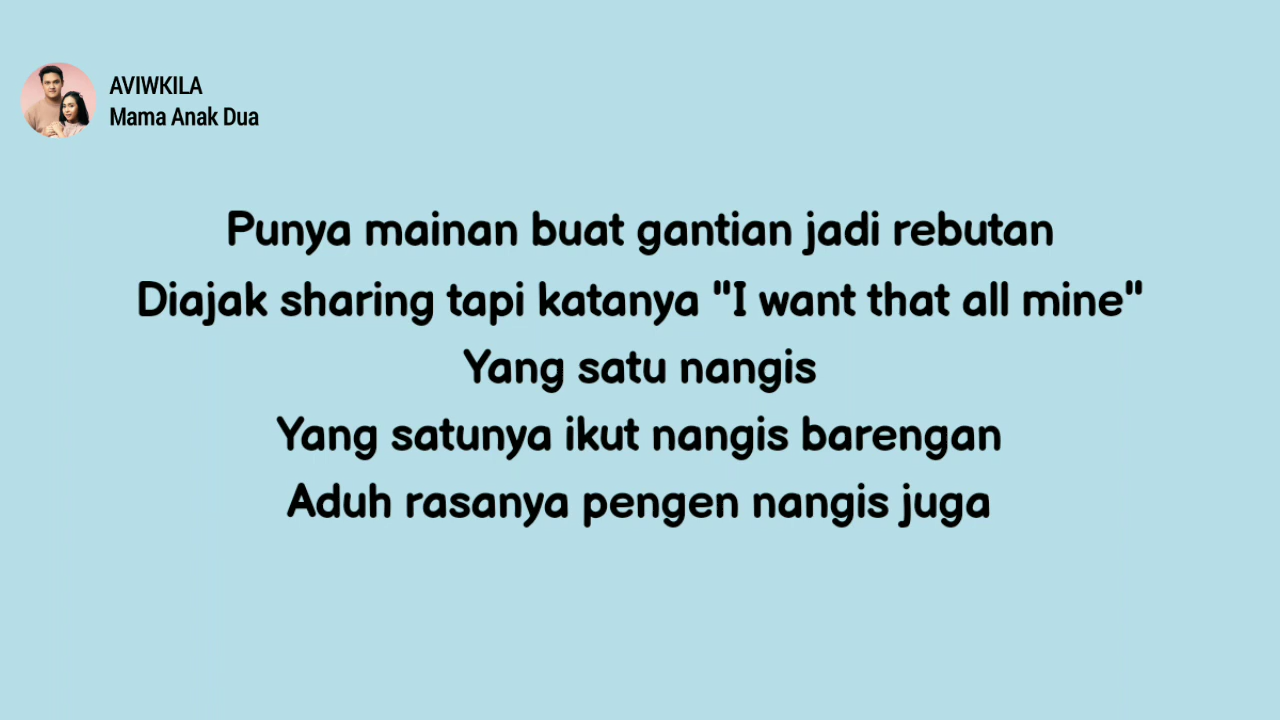 AVIWKILA
Mama Anak Dua
Punya mainan buat gantian jadi rebutan
Diajak sharing tapi katanya "I want that all mine"
Yang satu nangis
Yang satunya ikut nangis barengan
Aduh rasanya pengen nangis juga